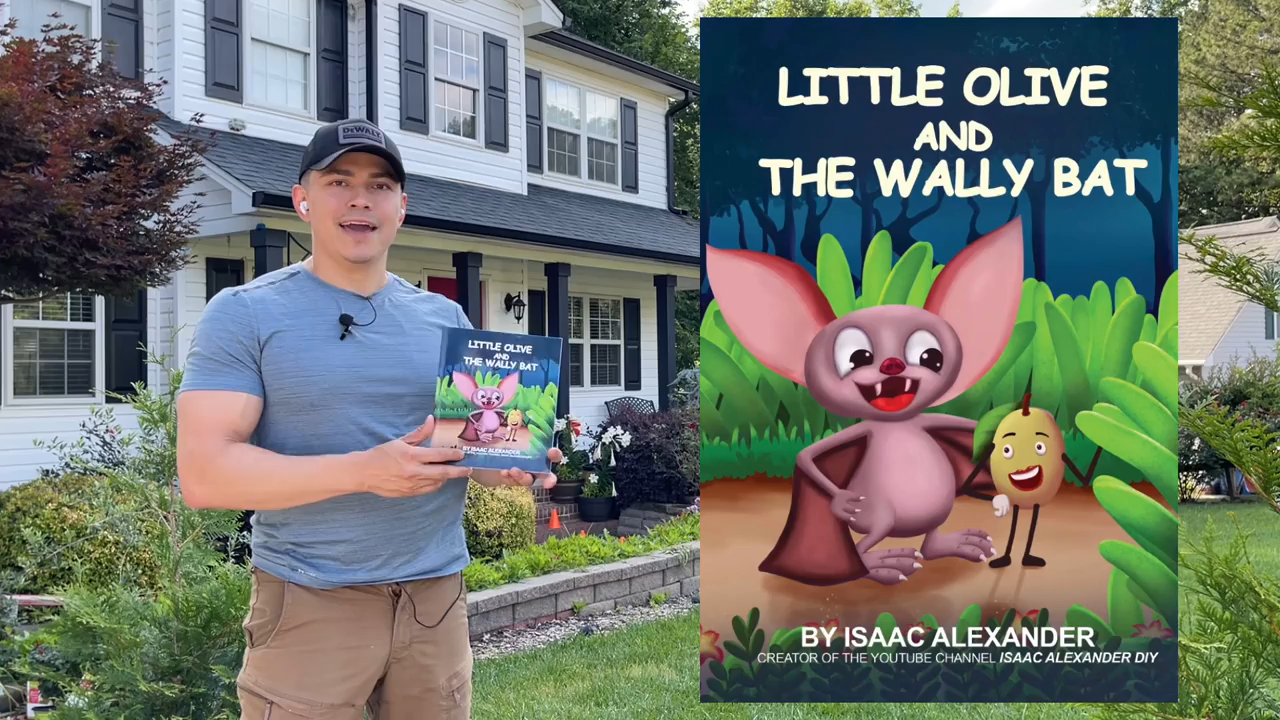 DEWALT
LITTLE OLIVE
AND
THE WALLY BAT
BY ISAAC ALEXANDER
LITTLE OLIVE
AND
THE WALLY BAT
BY ISAAC ALEXANDER
CREATOR OF THE YOUTUBE CHANNEL ISAAC ALEXANDER DIY